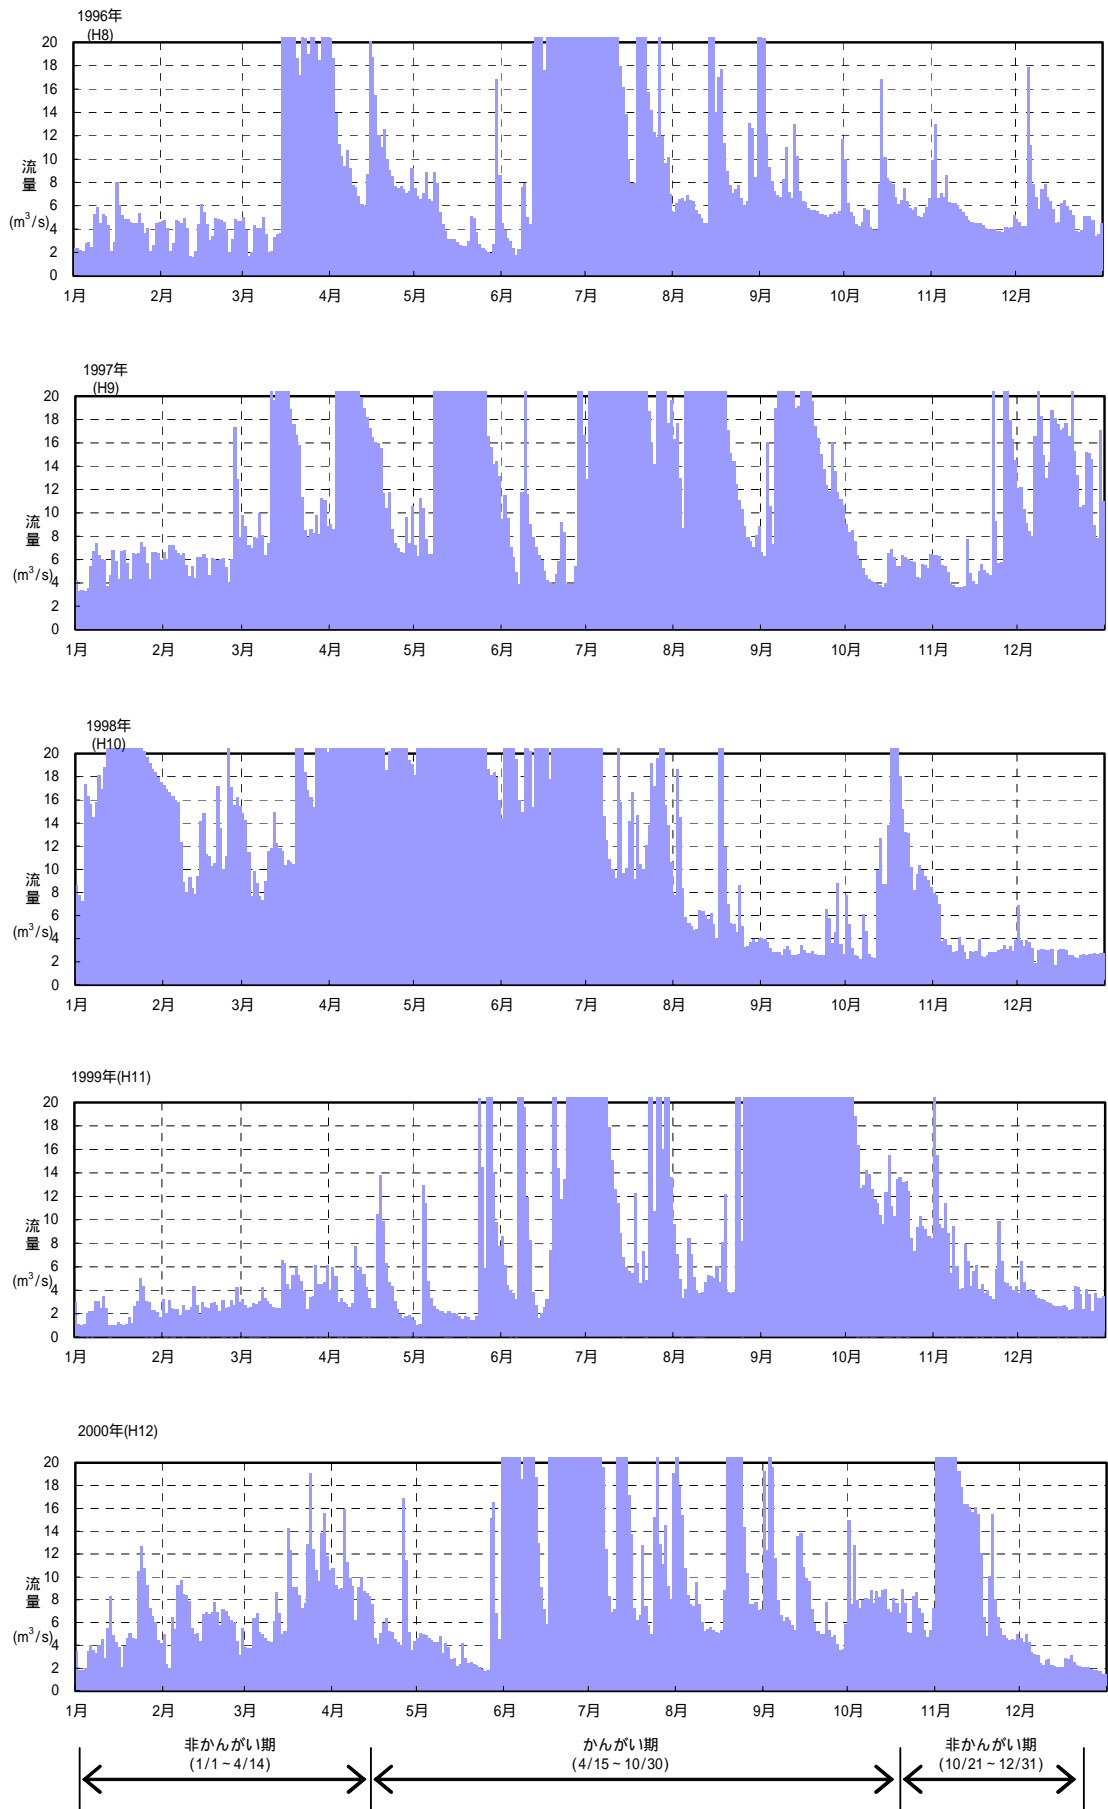 1996年
(H8)
20
18
16
14
12
10
8
6
4
2
0
流
量
(m³/s)
1月 2月 3月 4月 5月 6月 7月 8月 9月 10月 11月 12月
1997年
(H9)
20
18
16
14
12
10
8
6
4
2
0
流
量
(m³/s)
1月 2月 3月 4月 5月 6月 7月 8月 9月 10月 11月 12月
1998年
(H10)
20
18
16
14
12
10
8
6
4
2
0
流
量
(m³/s)
1月 2月 3月 4月 5月 6月 7月 8月 9月 10月 11月 12月
1999年(H11)
20
18
16
14
12
10
8
6
4
2
0
流
量
(m³/s)
1月 2月 3月 4月 5月 6月 7月 8月 9月 10月 11月 12月
2000年(H12)
20
18
16
14
12
10
8
6
4
2
0
流
量
(m³/s)
1月 2月 3月 4月 5月 6月 7月 8月 9月 10月 11月 12月
非かんがい期 かんがい期 非かんがい期
(1/1~4/14) (4/15~10/30) (10/21~12/31)